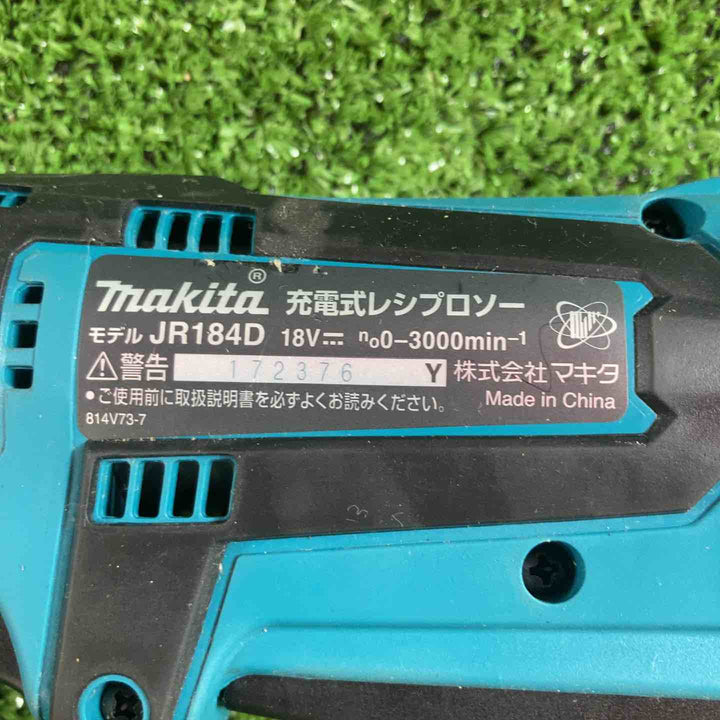 makita® 充電式レシプロソー
モデル JR184D 18V⎓ n₀0-3000min⁻¹
⚠警告 172376 Y 株式会社マキタ
•ご使用前に取扱説明書を必ずよくお読みください。 Made in China
814V73-7